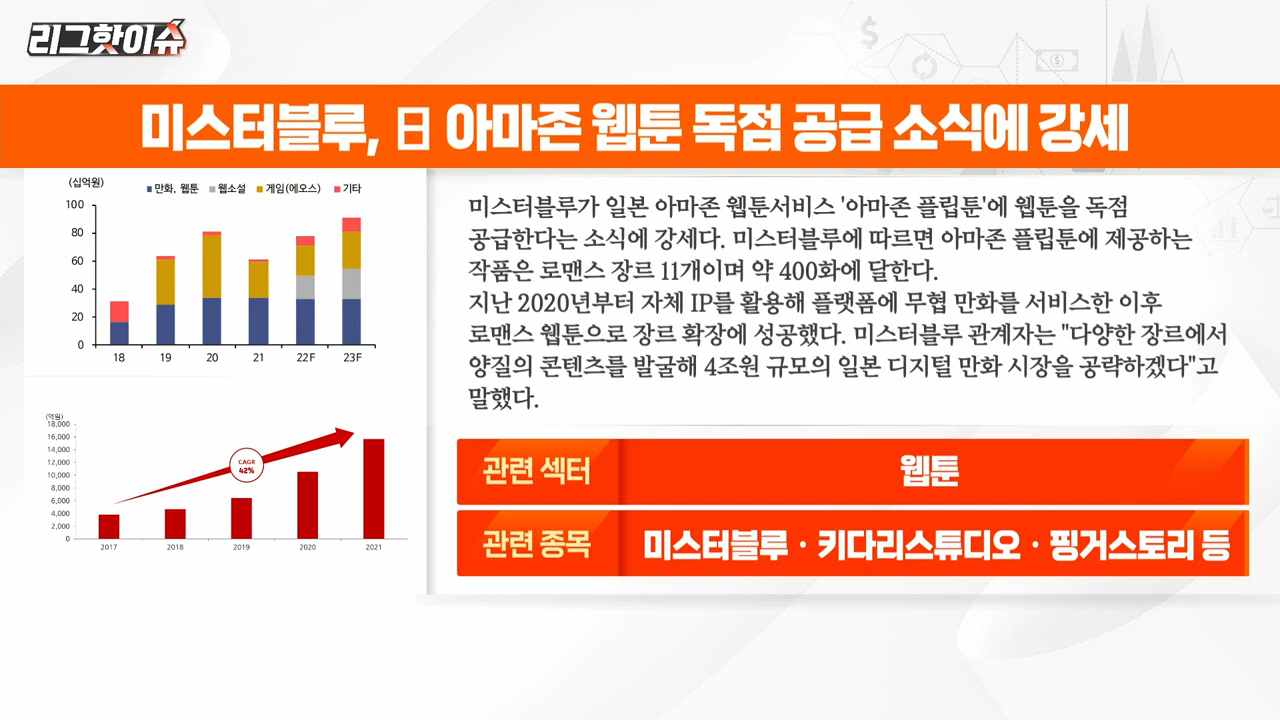 리그핫이슈
미스터블루, 日 아마존 웹툰 독점 공급 소식에 강세
(십억원)
만화, 웹툰 웹소설 게임(에오스) 기타
100
80
60
40
20
0
18 19 20 21 22F 23F
(억원)
18,000
16,000
14,000
12,000
10,000
8,000
6,000
4,000
2,000
0
CAGR
42%
2017 2018 2019 2020 2021
미스터블루가 일본 아마존 웹툰서비스 '아마존 플립툰'에 웹툰을 독점
공급한다는 소식에 강세다. 미스터블루에 따르면 아마존 플립툰에 제공하는
작품은 로맨스 장르 11개이며 약 400화에 달한다.
지난 2020년부터 자체 IP를 활용해 플랫폼에 무협 만화를 서비스한 이후
로맨스 웹툰으로 장르 확장에 성공했다. 미스터블루 관계자는 "다양한 장르에서
양질의 콘텐츠를 발굴해 4조원 규모의 일본 디지털 만화 시장을 공략하겠다"고
말했다.
관련 섹터 웹툰
관련 종목 미스터블루 · 키다리스튜디오 · 핑거스토리 등